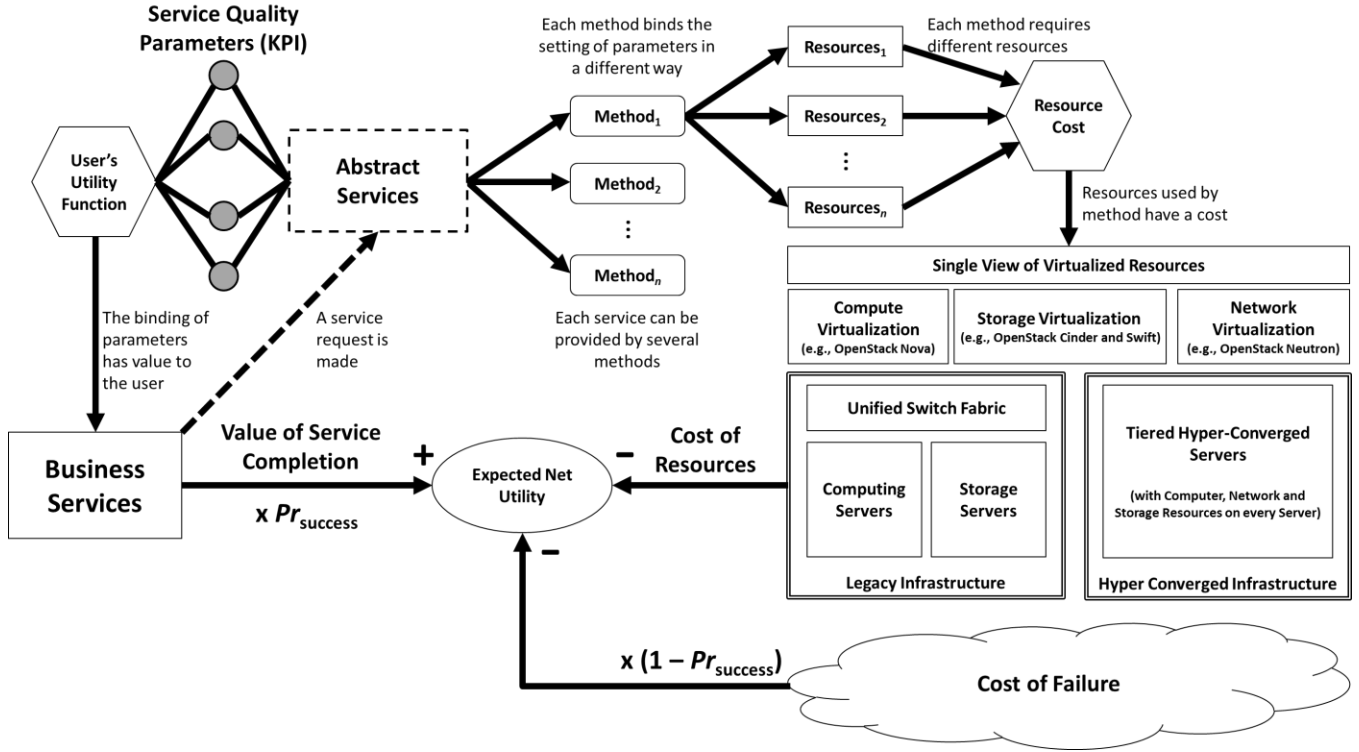 Service Quality
Parameters (KPI)
User's
Utility
Function
Abstract
Services
Each method binds the
setting of parameters in
a different way
Method1
Method2
⋮
Methodn
Each service can be
provided by several
methods
Resources1
Resources2
⋮
Resourcesn
Each method requires
different resources
Resource
Cost
Resources used by
method have a cost
The binding of
parameters
has value to
the user
A service
request is
made
Single View of Virtualized Resources
Compute
Virtualization
(e.g., OpenStack Nova)
Storage Virtualization
(e.g., OpenStack Cinder and Swift)
Network
Virtualization
(e.g., OpenStack Neutron)
Business
Services
Value of Service
Completion
+
x Prsuccess
Expected Net
Utility
–
Cost of
Resources
–
Unified Switch Fabric
Computing
Servers
Storage
Servers
Legacy Infrastructure
Tiered Hyper-Converged
Servers
(with Computer, Network and
Storage Resources on every Server)
Hyper Converged Infrastructure
x (1 – Prsuccess)
Cost of Failure